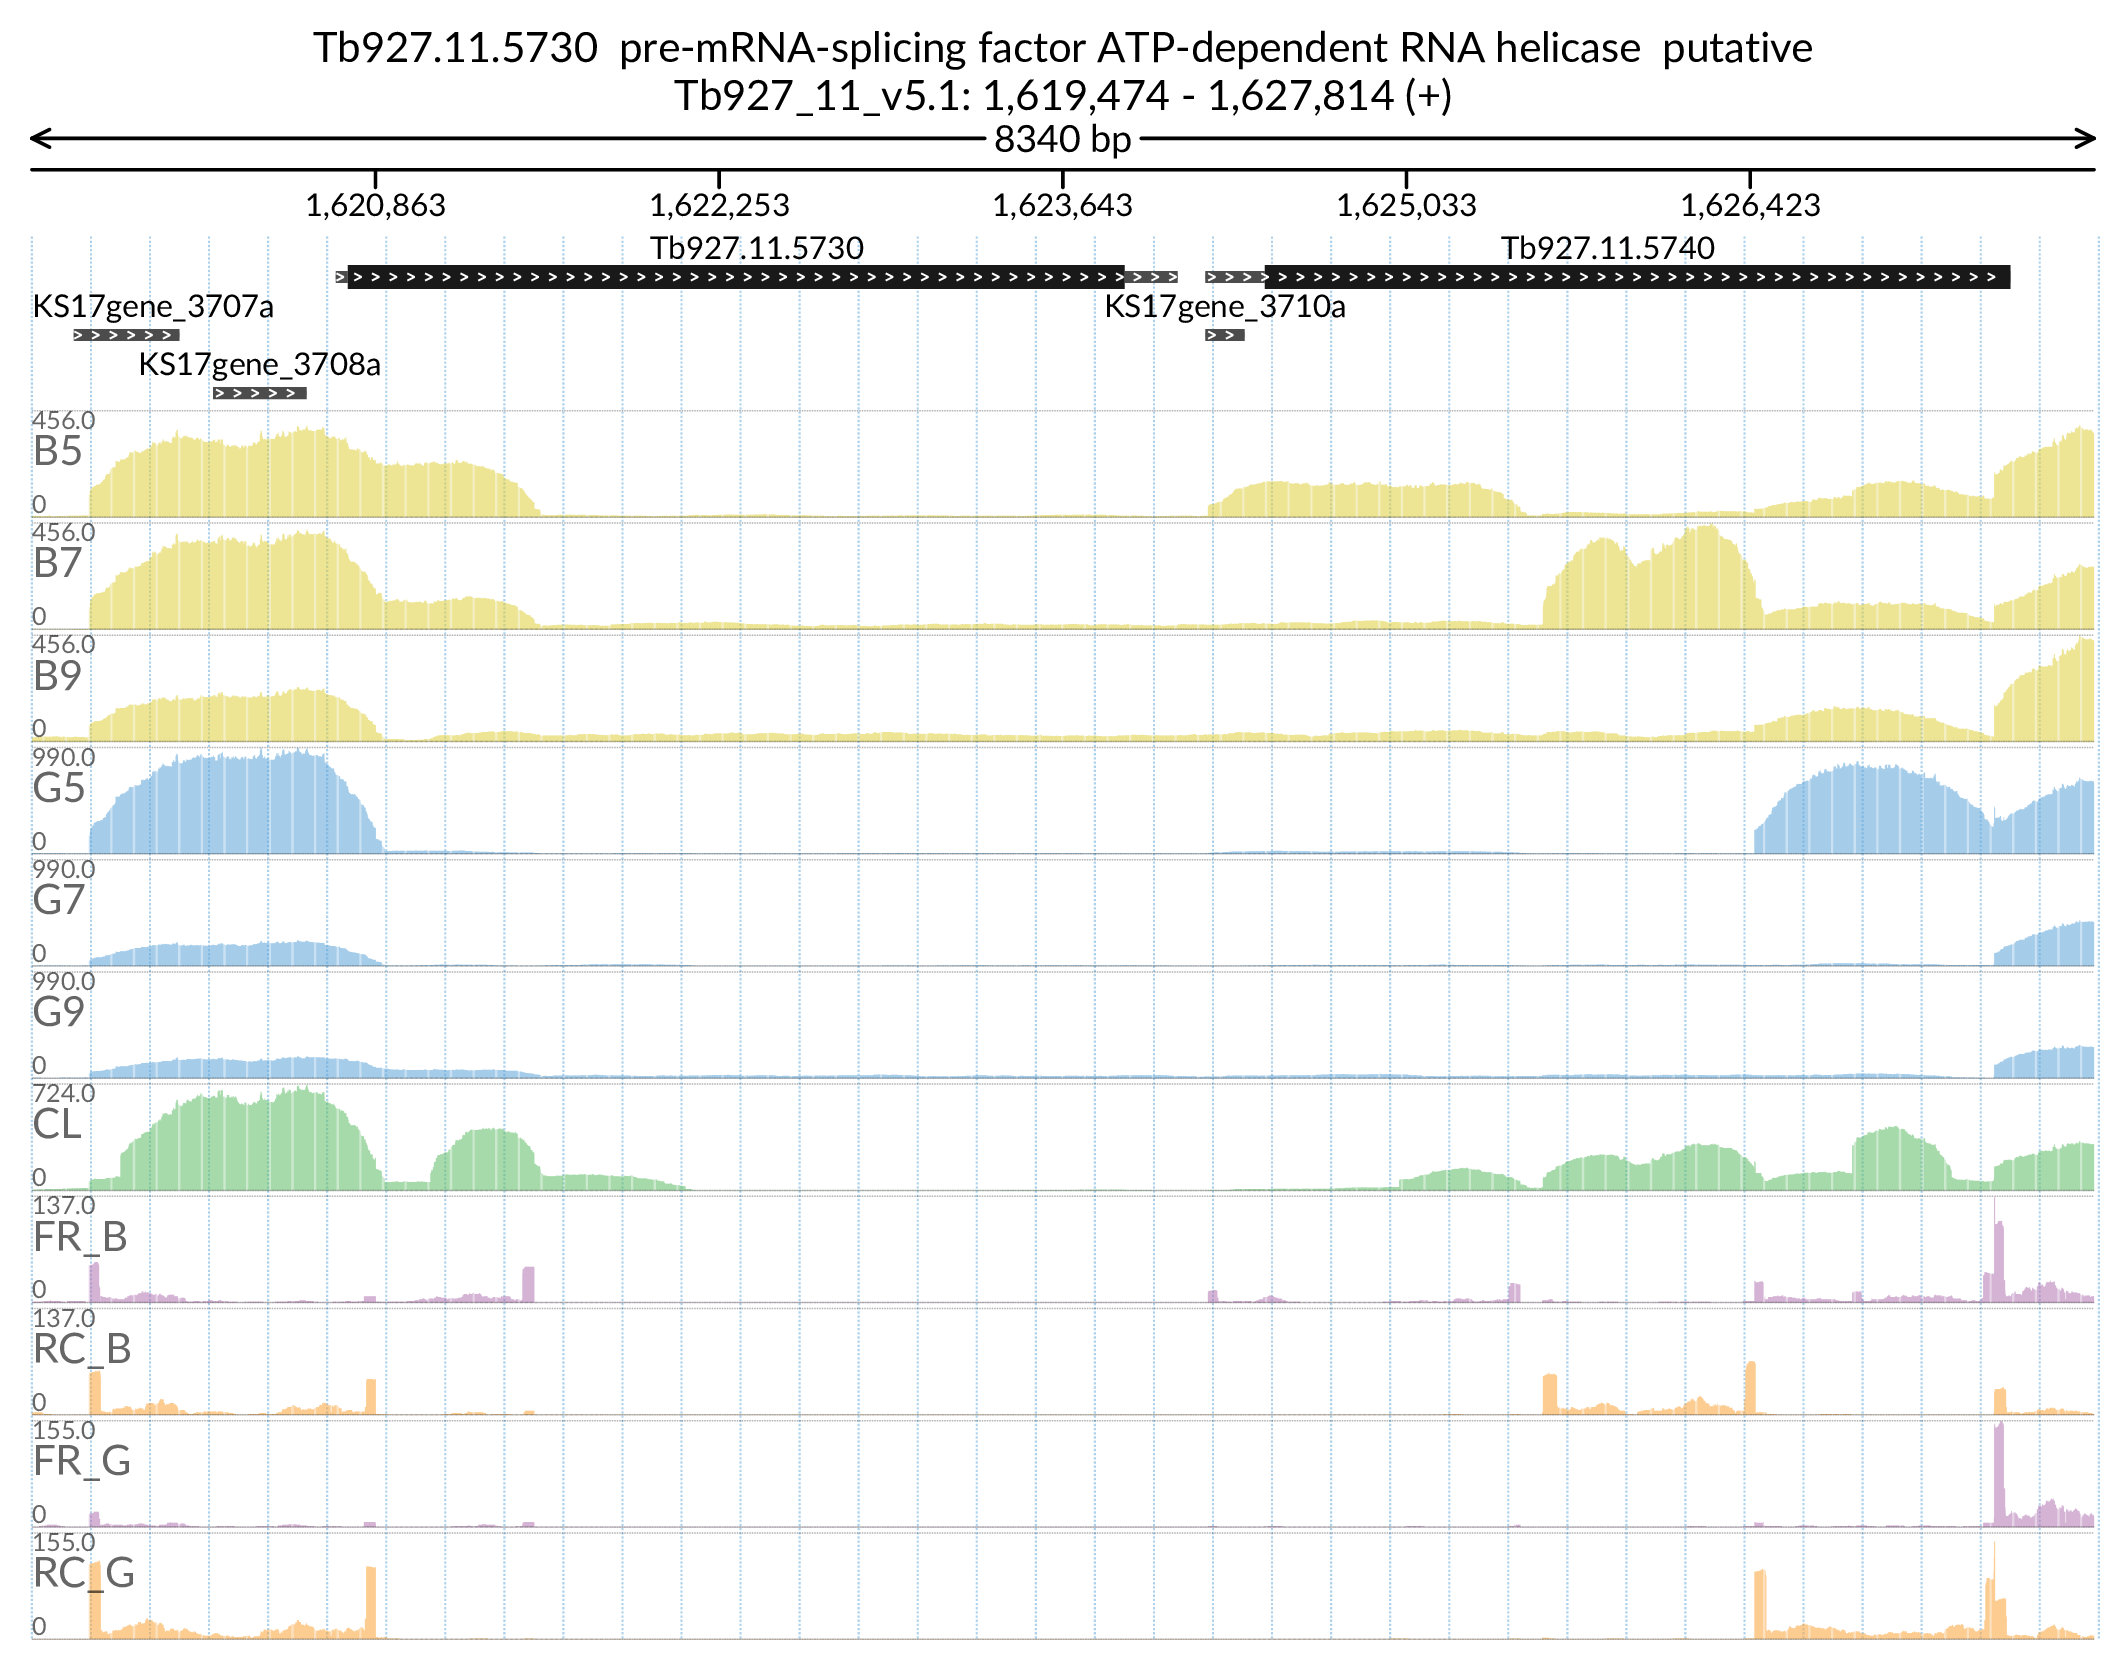 Tb927.11.5730  pre-mRNA-splicing factor ATP-dependent RNA helicase  putative
Tb927_11_v5.1: 1,619,474 - 1,627,814 (+)
8340 bp
1,620,863 1,622,253 1,623,643 1,625,033 1,626,423
Tb927.11.5730 Tb927.11.5740
KS17gene_3707a KS17gene_3710a
KS17gene_3708a
456.0
B5
0
456.0
B7
0
456.0
B9
0
990.0
G5
0
990.0
G7
0
990.0
G9
0
724.0
CL
0
137.0
FR_B
0
137.0
RC_B
0
155.0
FR_G
0
155.0
RC_G
0